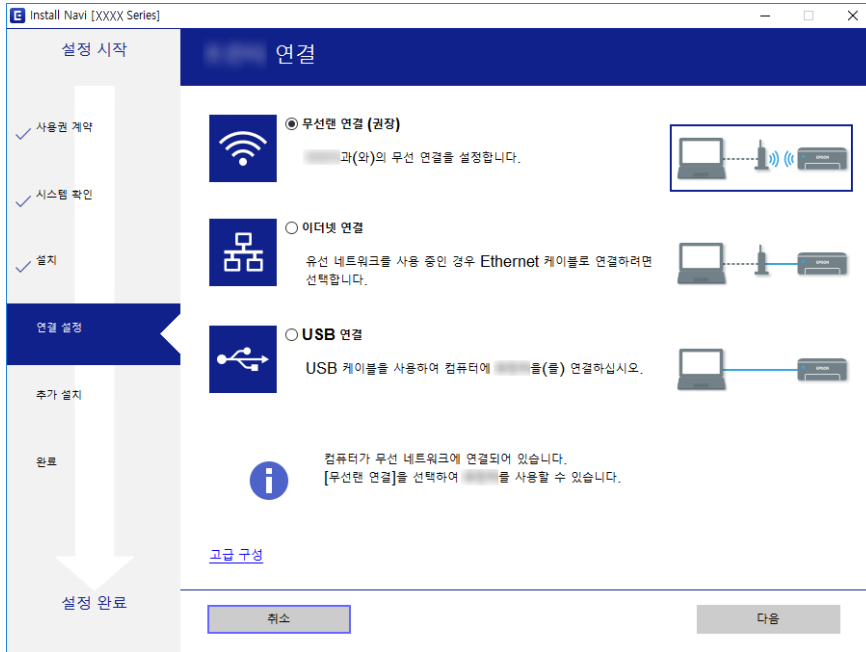 Install Navi [XXXX Series]
설정 시작
사용권 계약
시스템 확인
설치
연결 설정
추가 설치
완료
설정 완료
연결
무선랜 연결 (권장)
과(와)의 무선 연결을 설정합니다.
EPSON
이더넷 연결
유선 네트워크를 사용 중인 경우 Ethernet 케이블로 연결하려면
선택합니다.
EPSON
USB 연결
USB 케이블을 사용하여 컴퓨터에 을(를) 연결하십시오.
EPSON
컴퓨터가 무선 네트워크에 연결되어 있습니다.
[무선랜 연결]을 선택하여 를 사용할 수 있습니다.
고급 구성
취소
다음